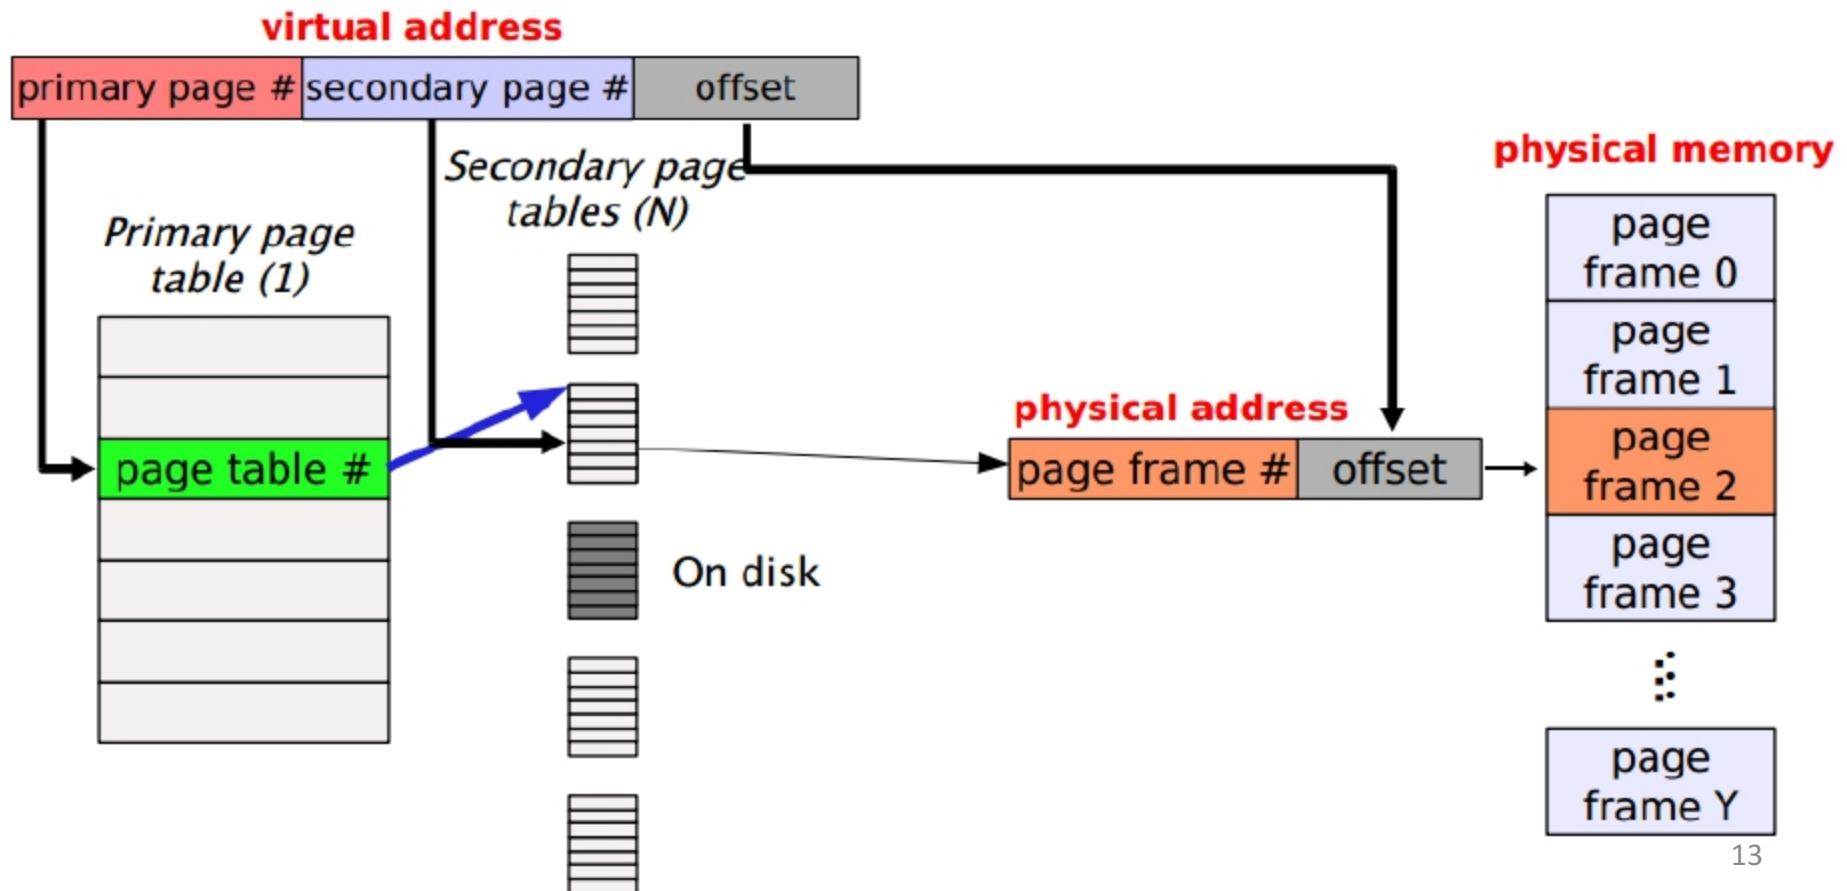 virtual address
primary page # secondary page # offset
Secondary page
tables (N)
physical memory
Primary page
table (1)
page
frame 0
page
frame 1
physical address
page table #
page frame # offset
page
frame 2
On disk
page
frame 3
page
frame Y
13